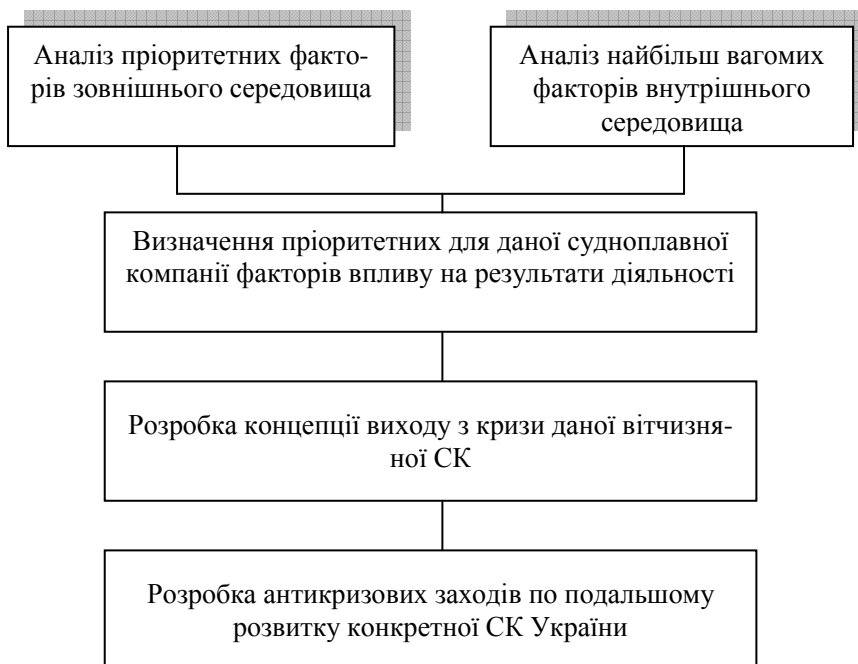 Аналіз пріоритетних факто-
рів зовнішнього середовища
Аналіз найбільш вагомих
факторів внутрішнього
середовища
Визначення пріоритетних для даної судноплавної
компанії факторів впливу на результати діяльності
Розробка концепції виходу з кризи даної вітчизня-
ної СК
Розробка антикризових заходів по подальшому
розвитку конкретної СК України